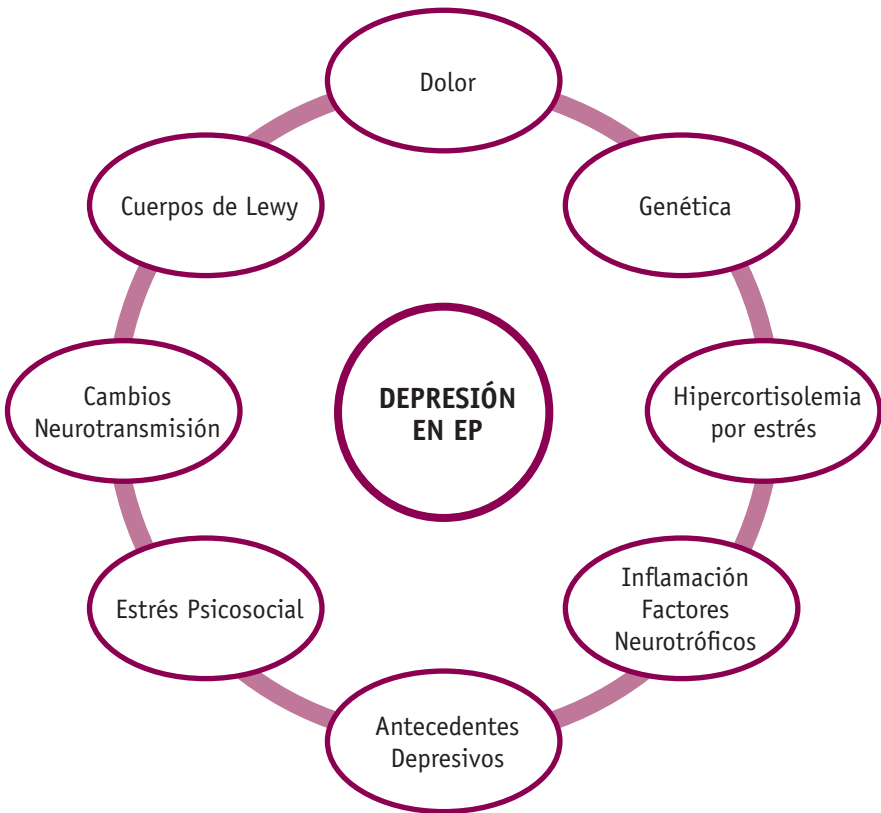 Dolor
Genética
Hipercortisolemia
por estrés
Inflamación
Factores
Neurotróficos
Antecedentes
Depresivos
Estrés Psicosocial
Cambios
Neurotransmisión
Cuerpos de Lewy
DEPRESIÓN
EN EP